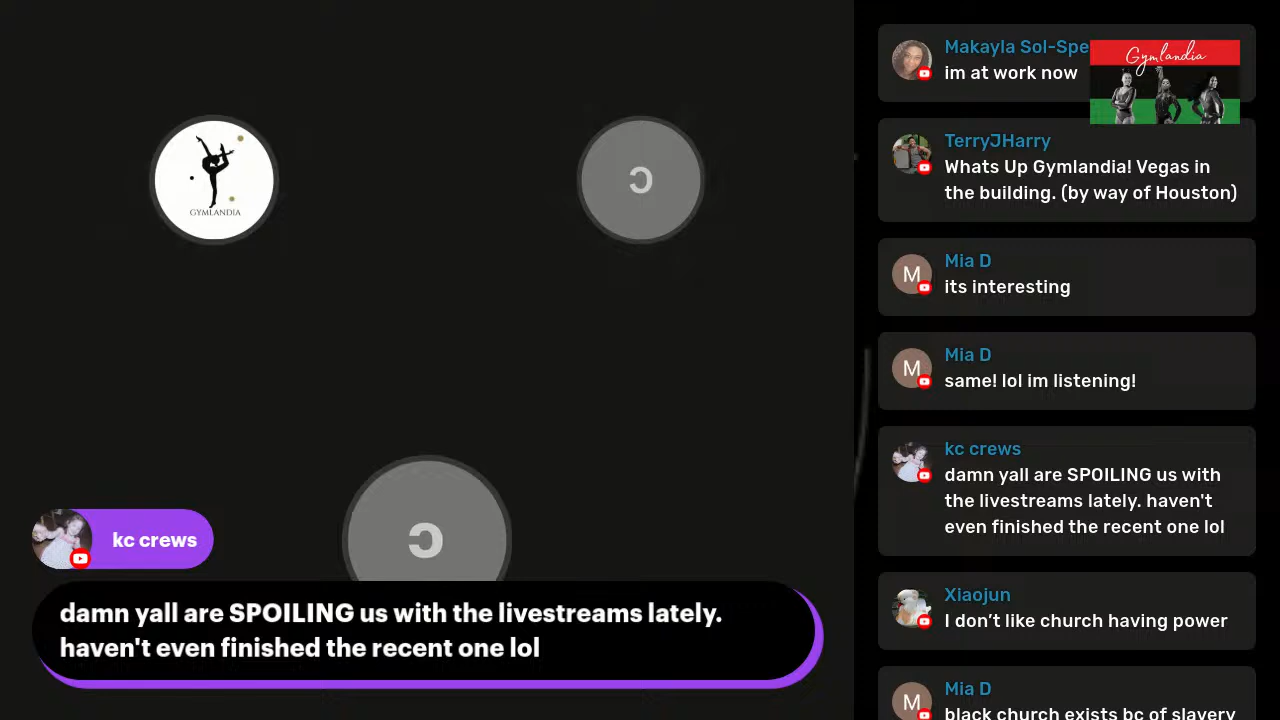 GYMLANDIA
C
C
kc crews
damn yall are SPOILING us with the livestreams lately.
haven't even finished the recent one lol
Makayla Sol-Spe
im at work now
Gymlandia
TerryJHarry
Whats Up Gymlandia! Vegas in
the building. (by way of Houston)
M
Mia D
its interesting
M
Mia D
same! lol im listening!
kc crews
damn yall are SPOILING us with
the livestreams lately. haven't
even finished the recent one lol
Xiaojun
I don’t like church having power
M
Mia D
black church exists bc of slavery